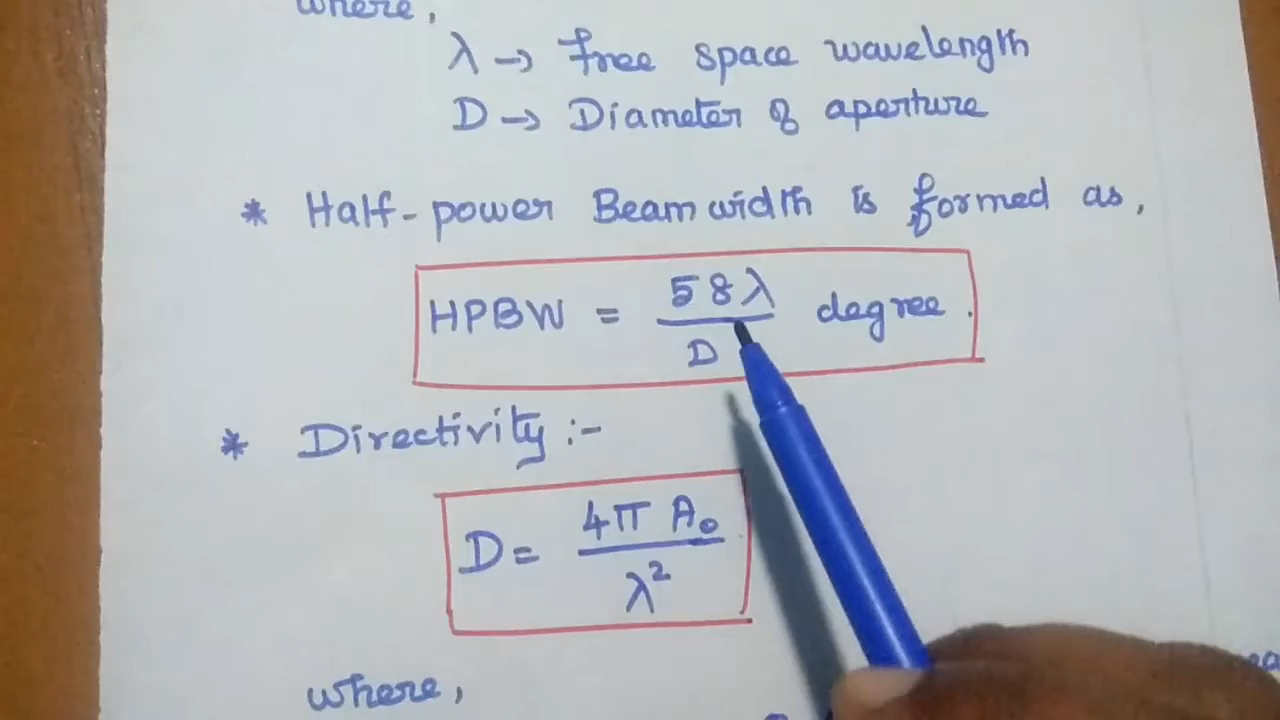 where,
λ → free space wavelength
D → Diameter of aperture
* Half-power Beamwidth is formed as,
HPBW = 58λ / D degree.
* Directivity :-
D = 4π A₀ / λ²
where,